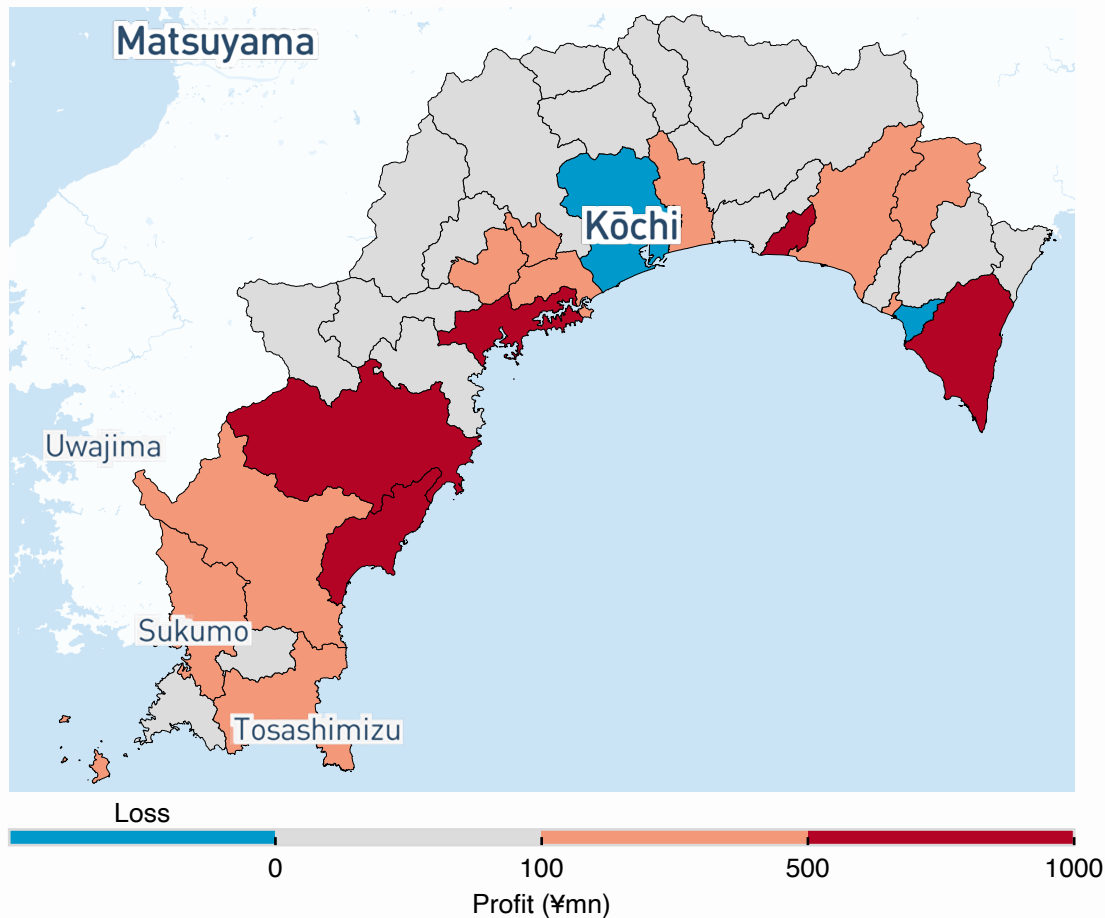 Matsuyama
Kōchi
Uwajima
Sukumo
Tosashimizu
Loss
0 100 500 1000
Profit (¥mn)